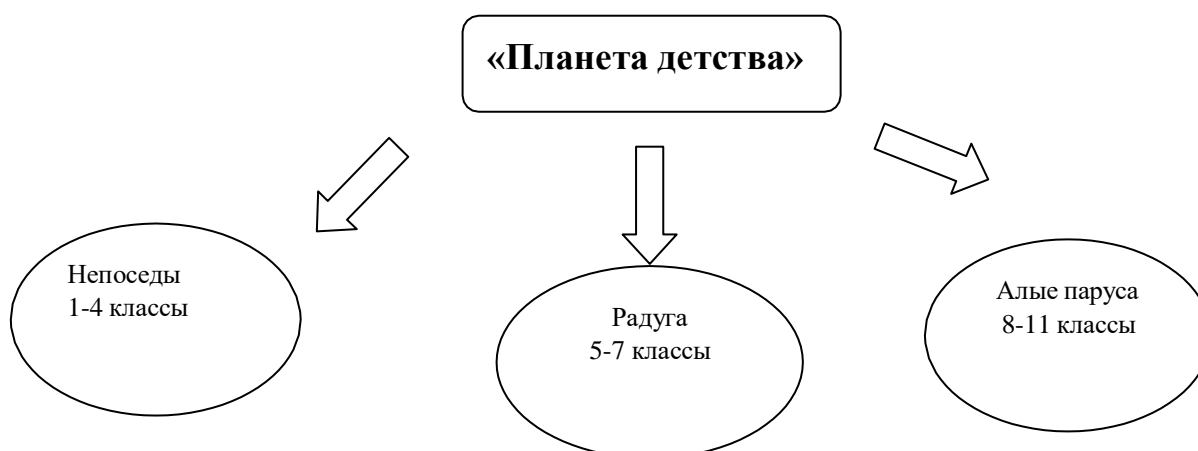 «Планета детства»
Непоседы
1-4 классы
Радуга
5-7 классы
Алые паруса
8-11 классы